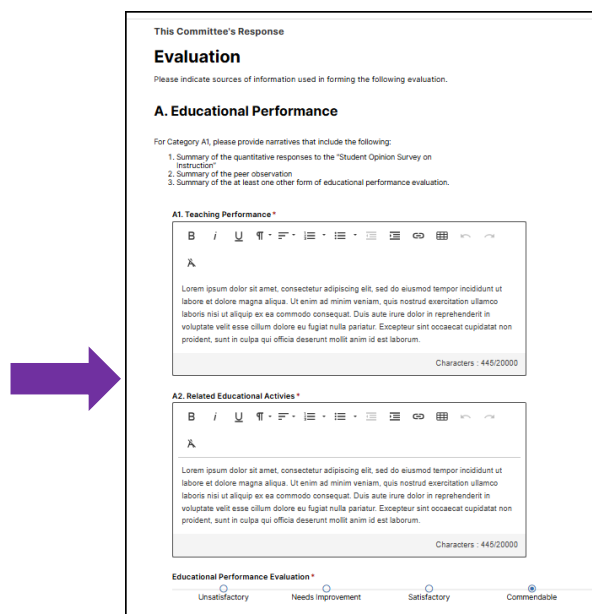 This Committee's Response
Evaluation
Please indicate sources of information used in forming the following evaluation.
A. Educational Performance
For Category A1, please provide narratives that include the following:
1. Summary of the quantitative responses to the "Student Opinion Survey on
Instruction"
2. Summary of the peer observation
3. Summary of the at least one other form of educational performance evaluation.
A1. Teaching Performance *
B i U ¶
Lorem ipsum dolor sit amet, consectetur adipiscing elit, sed do eiusmod tempor incididunt ut
labore et dolore magna aliqua. Ut enim ad minim veniam, quis nostrud exercitation ullamco
laboris nisi ut aliquip ex ea commodo consequat. Duis aute irure dolor in reprehenderit in
voluptate velit esse cillum dolore eu fugiat nulla pariatur. Excepteur sint occaecat cupidatat non
proident, sunt in culpa qui officia deserunt mollit anim id est laborum.
Characters : 445/20000
A2. Related Educational Activies *
B i U ¶
Lorem ipsum dolor sit amet, consectetur adipiscing elit, sed do eiusmod tempor incididunt ut
labore et dolore magna aliqua. Ut enim ad minim veniam, quis nostrud exercitation ullamco
laboris nisi ut aliquip ex ea commodo consequat. Duis aute irure dolor in reprehenderit in
voluptate velit esse cillum dolore eu fugiat nulla pariatur. Excepteur sint occaecat cupidatat non
proident, sunt in culpa qui officia deserunt mollit anim id est laborum.
Characters : 445/20000
Educational Performance Evaluation *
Unsatisfactory Needs Improvement Satisfactory Commendable